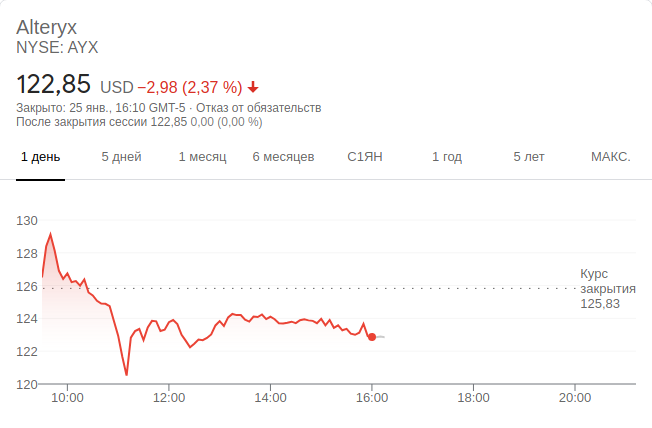 Alteryx
NYSE: AYX
122,85 USD −2,98 (2,37 %)
Закрыто: 25 янв., 16:10 GMT-5 · Отказ от обязательств
После закрытия сессии 122,85 0,00 (0,00 %)
1 день 5 дней 1 месяц 6 месяцев С1ЯН 1 год 5 лет МАКС.
130
128
126
124
122
120
Курс
закрытия
125,83
10:00 12:00 14:00 16:00 18:00 20:00